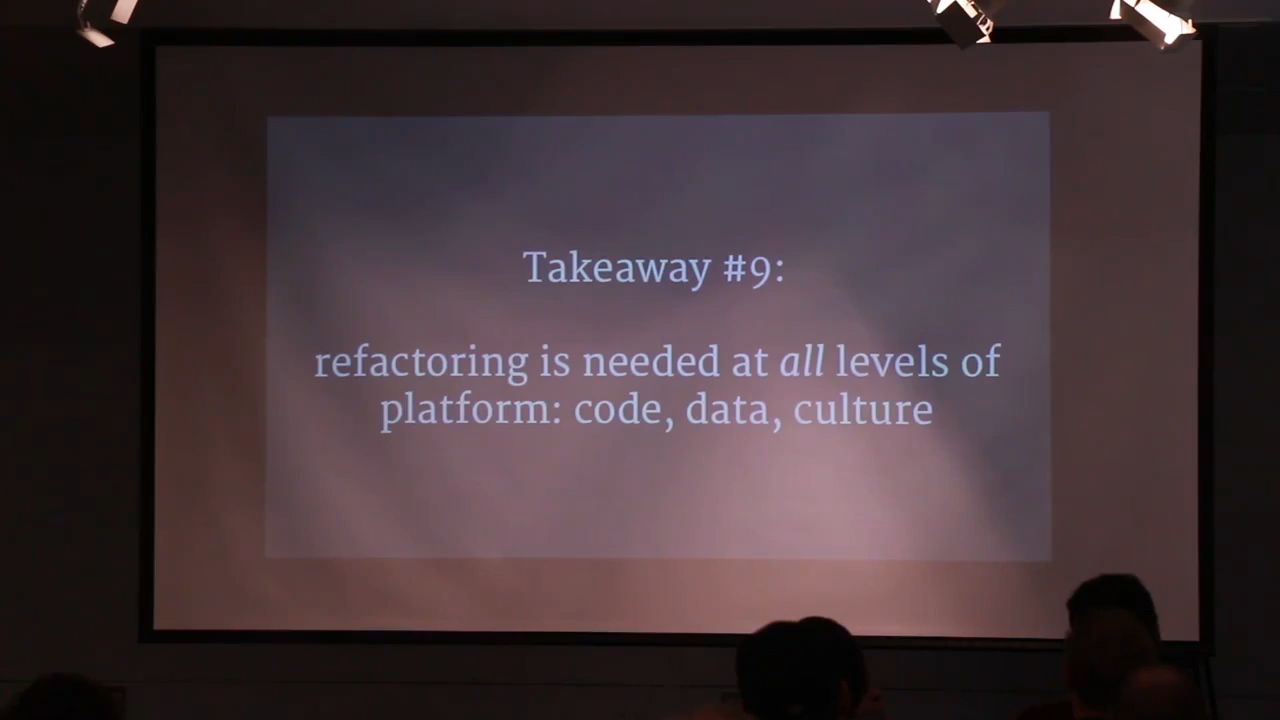 Takeaway #9:
refactoring is needed at all levels of
platform: code, data, culture